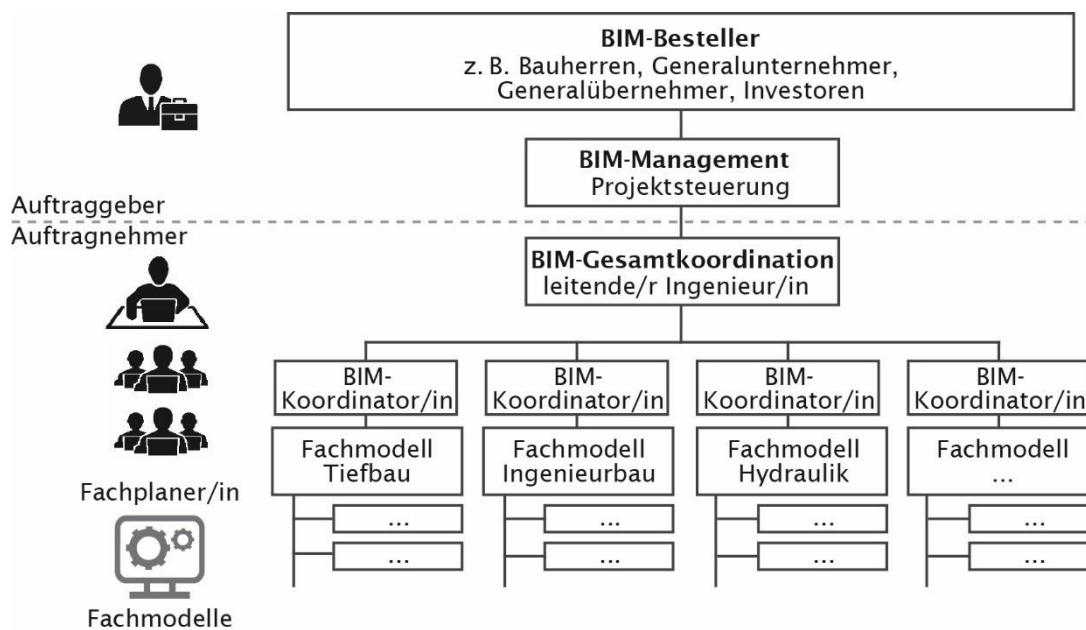 BIM-Besteller
z. B. Bauherren, Generalunternehmer,
Generalübernehmer, Investoren
BIM-Management
Projektsteuerung
Auftraggeber
Auftragnehmer
BIM-Gesamtkoordination
leitende/r Ingenieur/in
BIM-
Koordinator/in
BIM-
Koordinator/in
BIM-
Koordinator/in
BIM-
Koordinator/in
Fachmodell
Tiefbau
Fachmodell
Ingenieurbau
Fachmodell
Hydraulik
Fachmodell
...
Fachplaner/in
...
...
...
...
...
...
...
...
Fachmodelle